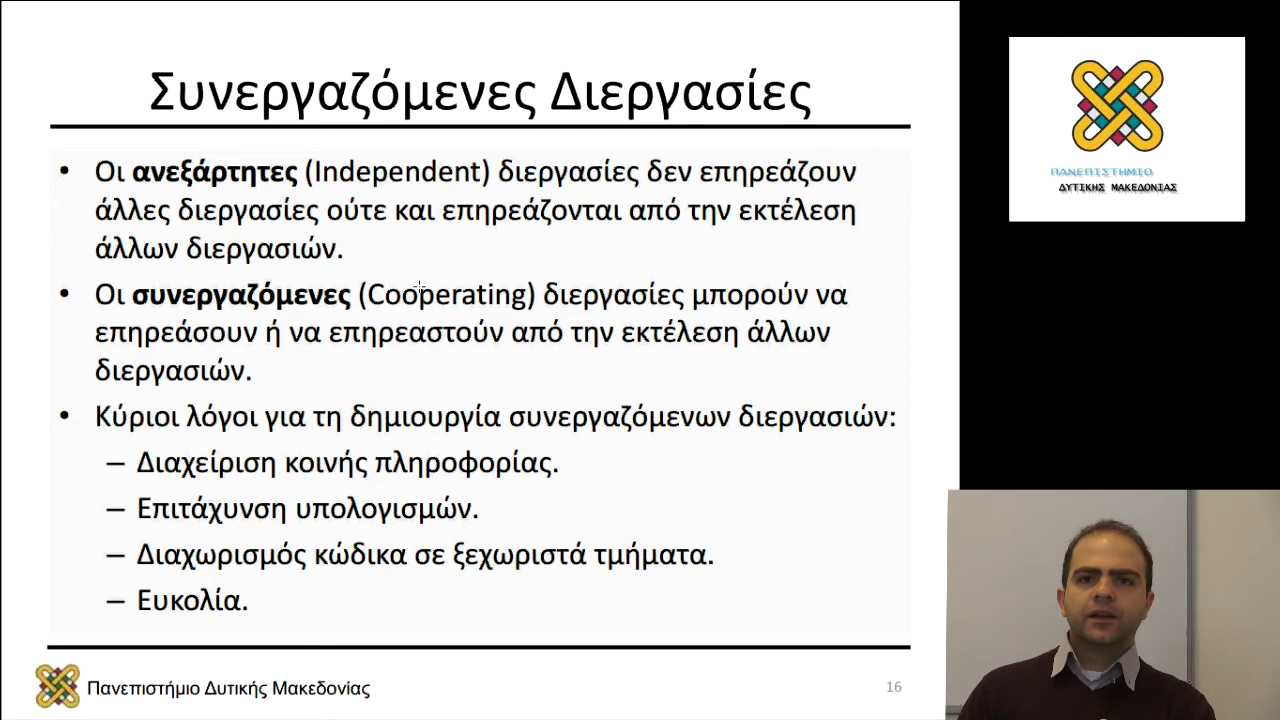 Συνεργαζόμενες Διεργασίες
• Οι ανεξάρτητες (Independent) διεργασίες δεν επηρεάζουν
άλλες διεργασίες ούτε και επηρεάζονται από την εκτέλεση
άλλων διεργασιών.
• Οι συνεργαζόμενες (Cooperating) διεργασίες μπορούν να
επηρεάσουν ή να επηρεαστούν από την εκτέλεση άλλων
διεργασιών.
• Κύριοι λόγοι για τη δημιουργία συνεργαζόμενων διεργασιών:
– Διαχείριση κοινής πληροφορίας.
– Επιτάχυνση υπολογισμών.
– Διαχωρισμός κώδικα σε ξεχωριστά τμήματα.
– Ευκολία.
Πανεπιστήμιο Δυτικής Μακεδονίας
16
ΠΑΝΕΠΙΣΤΗΜΙΟ
ΔΥΤΙΚΗΣ ΜΑΚΕΔΟΝΙΑΣ